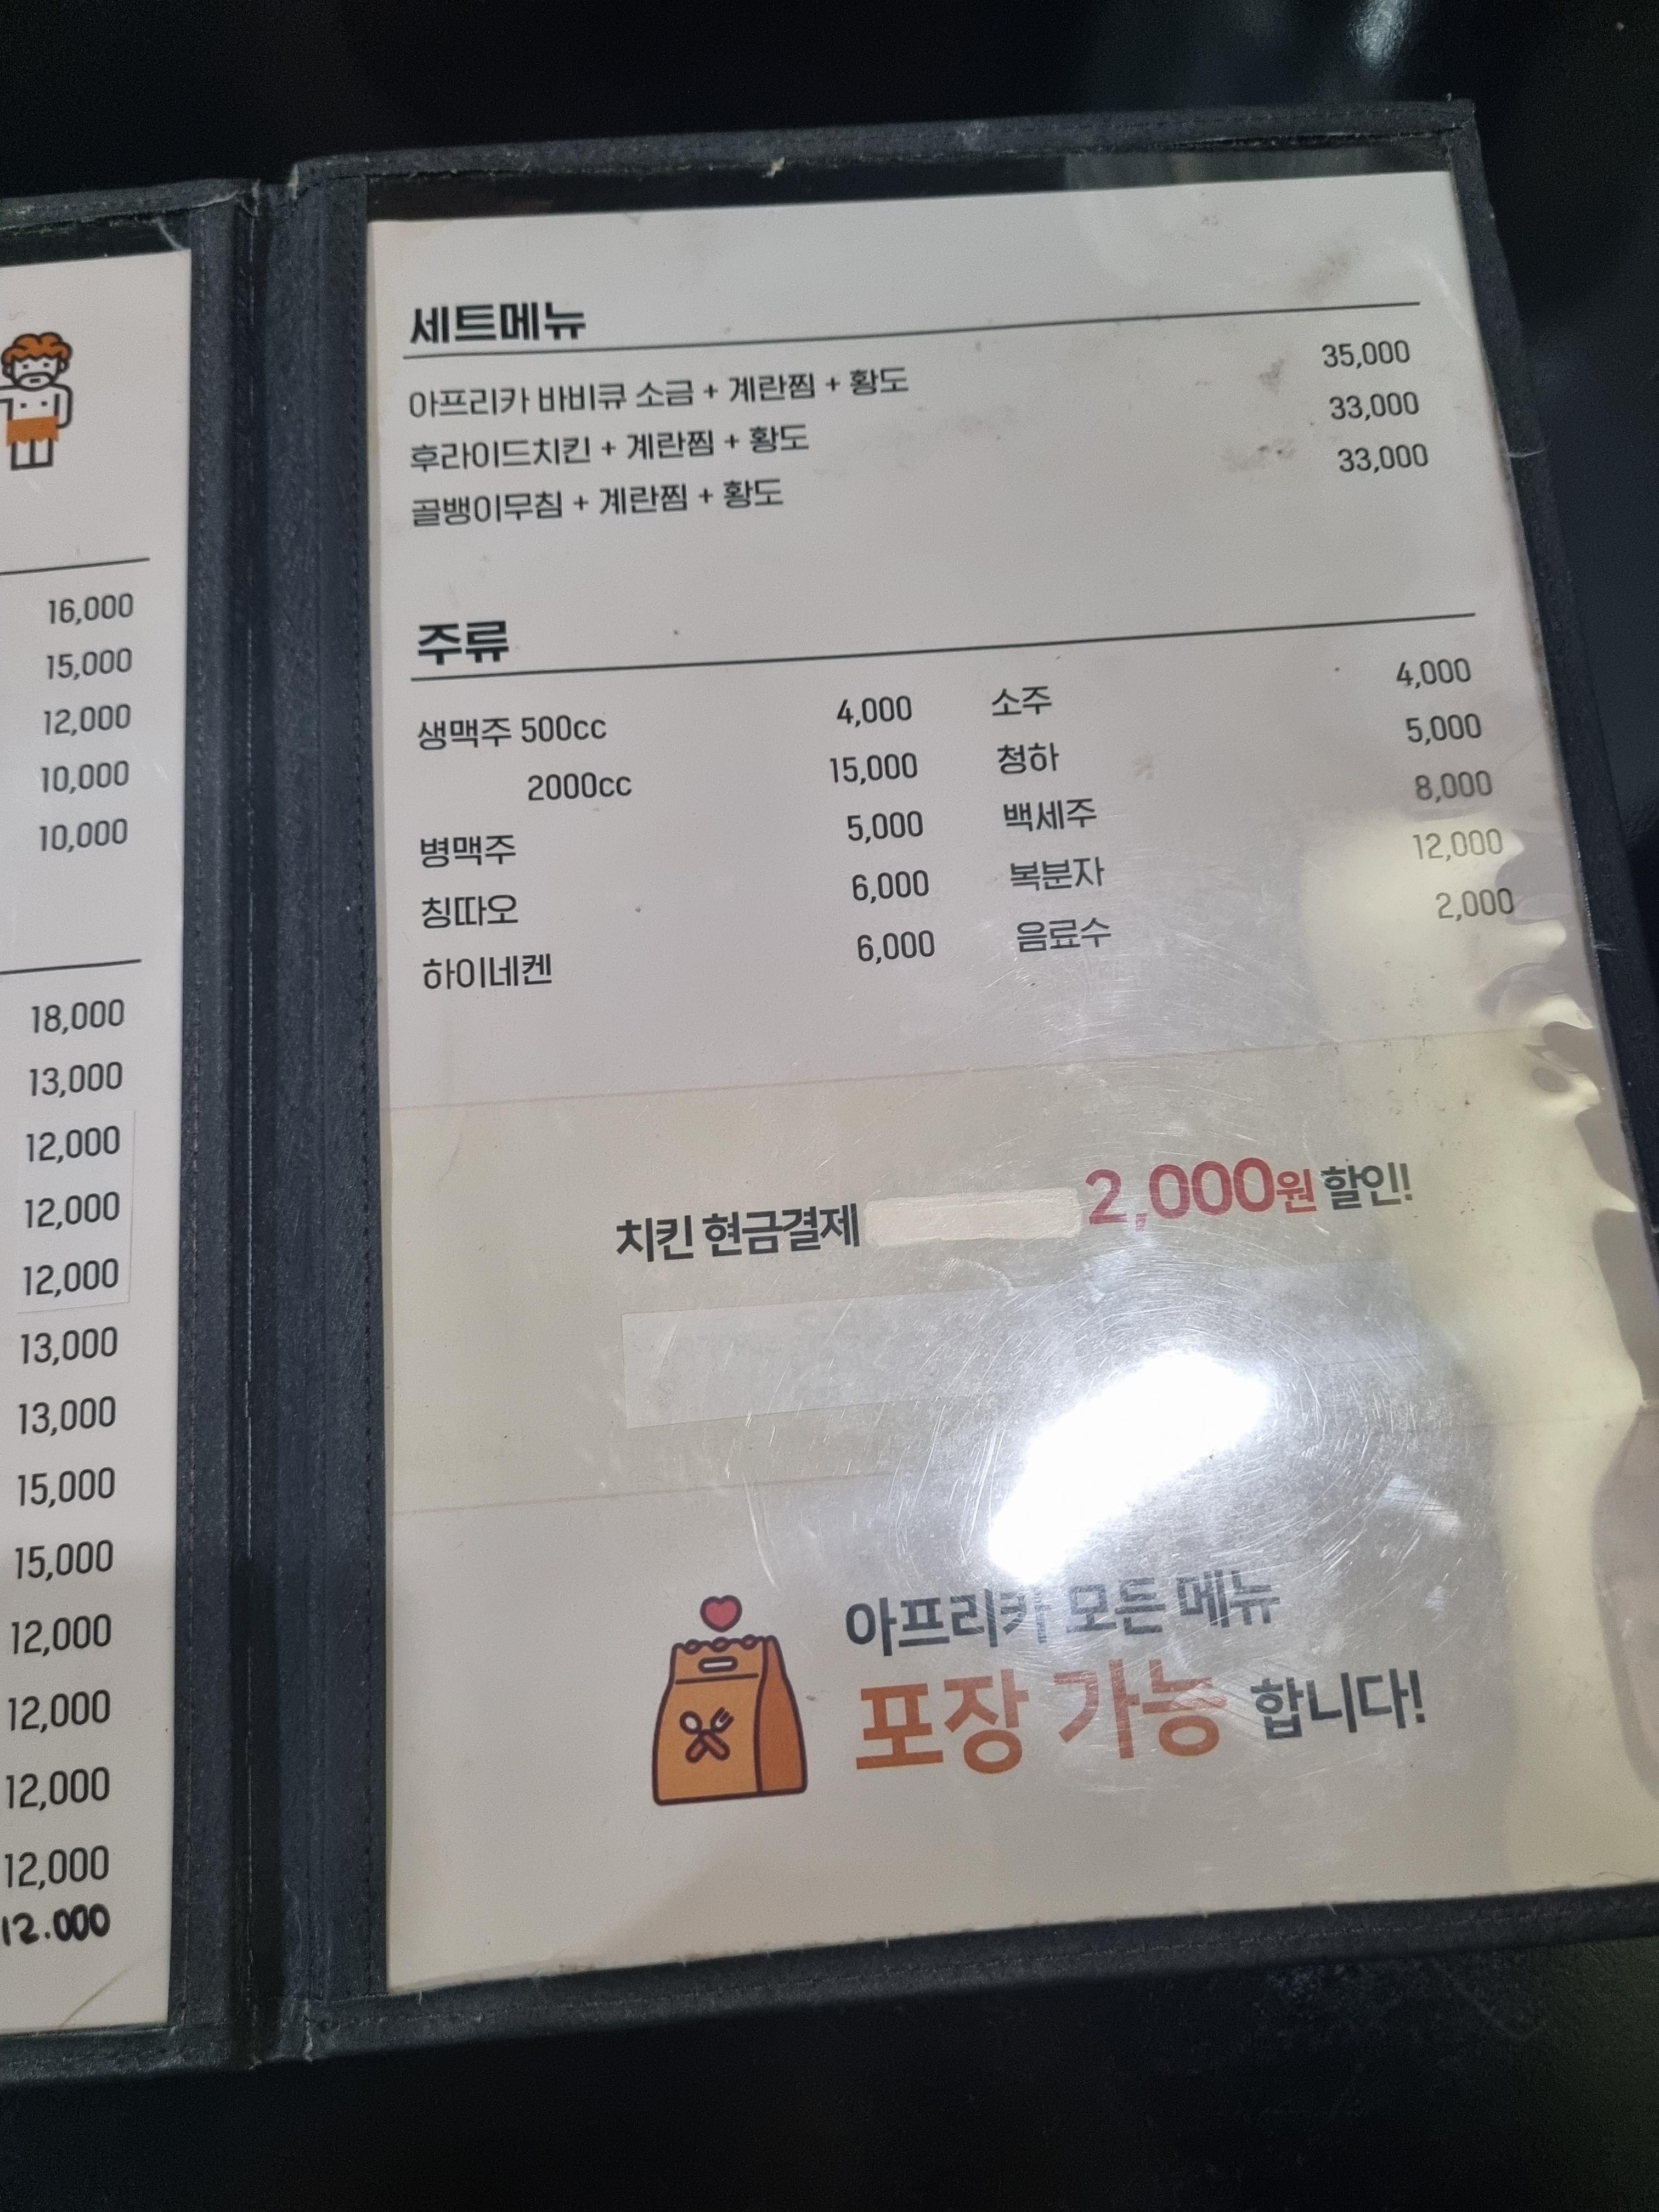 16,000
15,000
12,000
10,000
10,000
18,000
13,000
12,000
12,000
12,000
13,000
13,000
15,000
15,000
12,000
12,000
12,000
12,000
12.000
세트메뉴
아프리카 바비큐 소금 + 계란찜 + 황도 35,000
후라이드치킨 + 계란찜 + 황도 33,000
골뱅이무침 + 계란찜 + 황도 33,000
주류
생맥주 500cc 4,000 소주 4,000
2000cc 15,000 청하 5,000
병맥주 5,000 백세주 8,000
칭따오 6,000 복분자 12,000
하이네켄 6,000 음료수 2,000
치킨 현금결제 2,000원 할인!
아프리카 모든 메뉴
포장 가능 합니다!